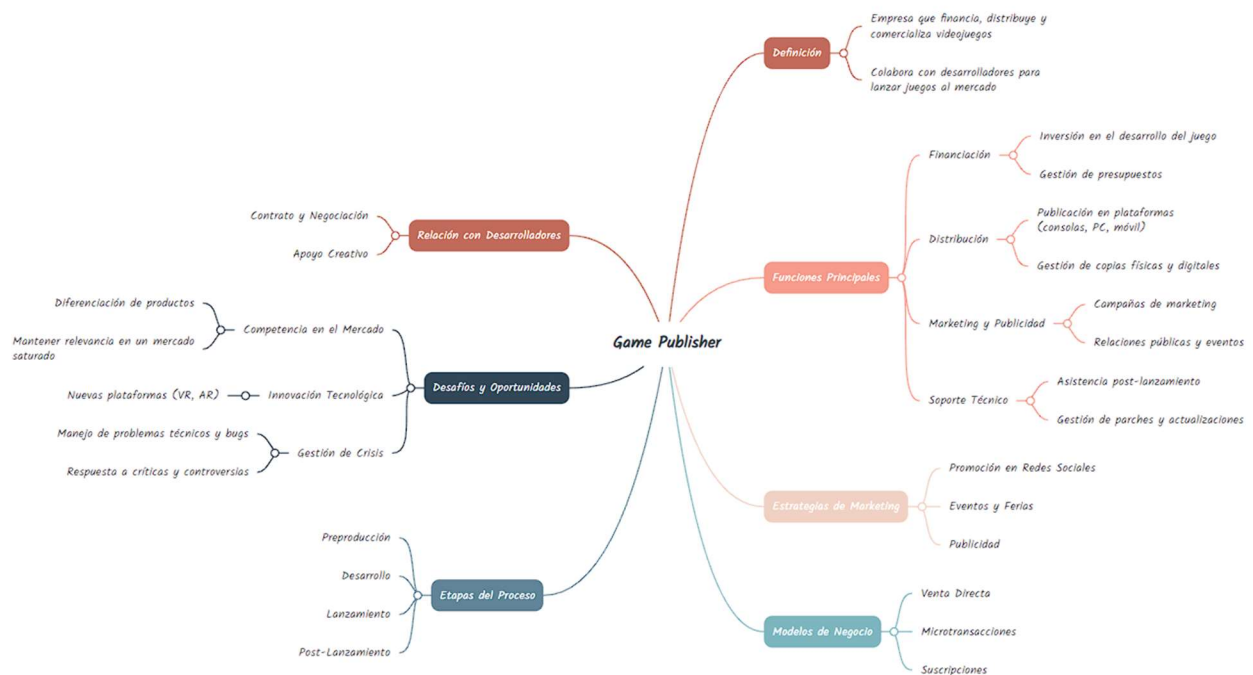 Game Publisher
Definición
Empresa que financia, distribuye y
comercializa videojuegos
Colabora con desarrolladores para
lanzar juegos al mercado
Funciones Principales
Financiación
Inversión en el desarrollo del juego
Gestión de presupuestos
Distribución
Publicación en plataformas
(consolas, PC, móvil)
Gestión de copias físicas y digitales
Marketing y Publicidad
Campañas de marketing
Relaciones públicas y eventos
Soporte Técnico
Asistencia post-lanzamiento
Gestión de parches y actualizaciones
Estrategias de Marketing
Promoción en Redes Sociales
Eventos y Ferias
Publicidad
Modelos de Negocio
Venta Directa
Microtransacciones
Suscripciones
Relación con Desarrolladores
Contrato y Negociación
Apoyo Creativo
Desafíos y Oportunidades
Competencia en el Mercado
Diferenciación de productos
Mantener relevancia en un mercado
saturado
Innovación Tecnológica
Nuevas plataformas (VR, AR)
Gestión de Crisis
Manejo de problemas técnicos y bugs
Respuesta a críticas y controversias
Etapas del Proceso
Preproducción
Desarrollo
Lanzamiento
Post-Lanzamiento